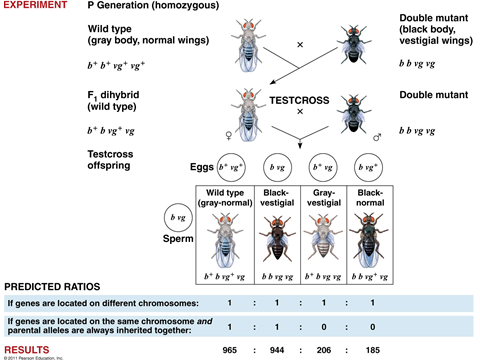 EXPERIMENT
P Generation (homozygous)
Wild type
(gray body, normal wings)
b+ b+ vg+ vg+
×
Double mutant
(black body,
vestigial wings)
b b vg vg
F1 dihybrid
(wild type)
b+ b vg+ vg
♀
TESTCROSS
×
♂
Double mutant
b b vg vg
Testcross
offspring
Eggs
b+ vg+
b vg
b+ vg
b vg+
b vg
Sperm
Wild type
(gray-normal)
b+ b vg+ vg
Black-
vestigial
b b vg vg
Gray-
vestigial
b+ b vg vg
Black-
normal
b b vg+ vg
PREDICTED RATIOS
If genes are located on different chromosomes: 1 : 1 : 1 : 1
If genes are located on the same chromosome and
parental alleles are always inherited together: 1 : 1 : 0 : 0
RESULTS 965 : 944 : 206 : 185
© 2011 Pearson Education, Inc.